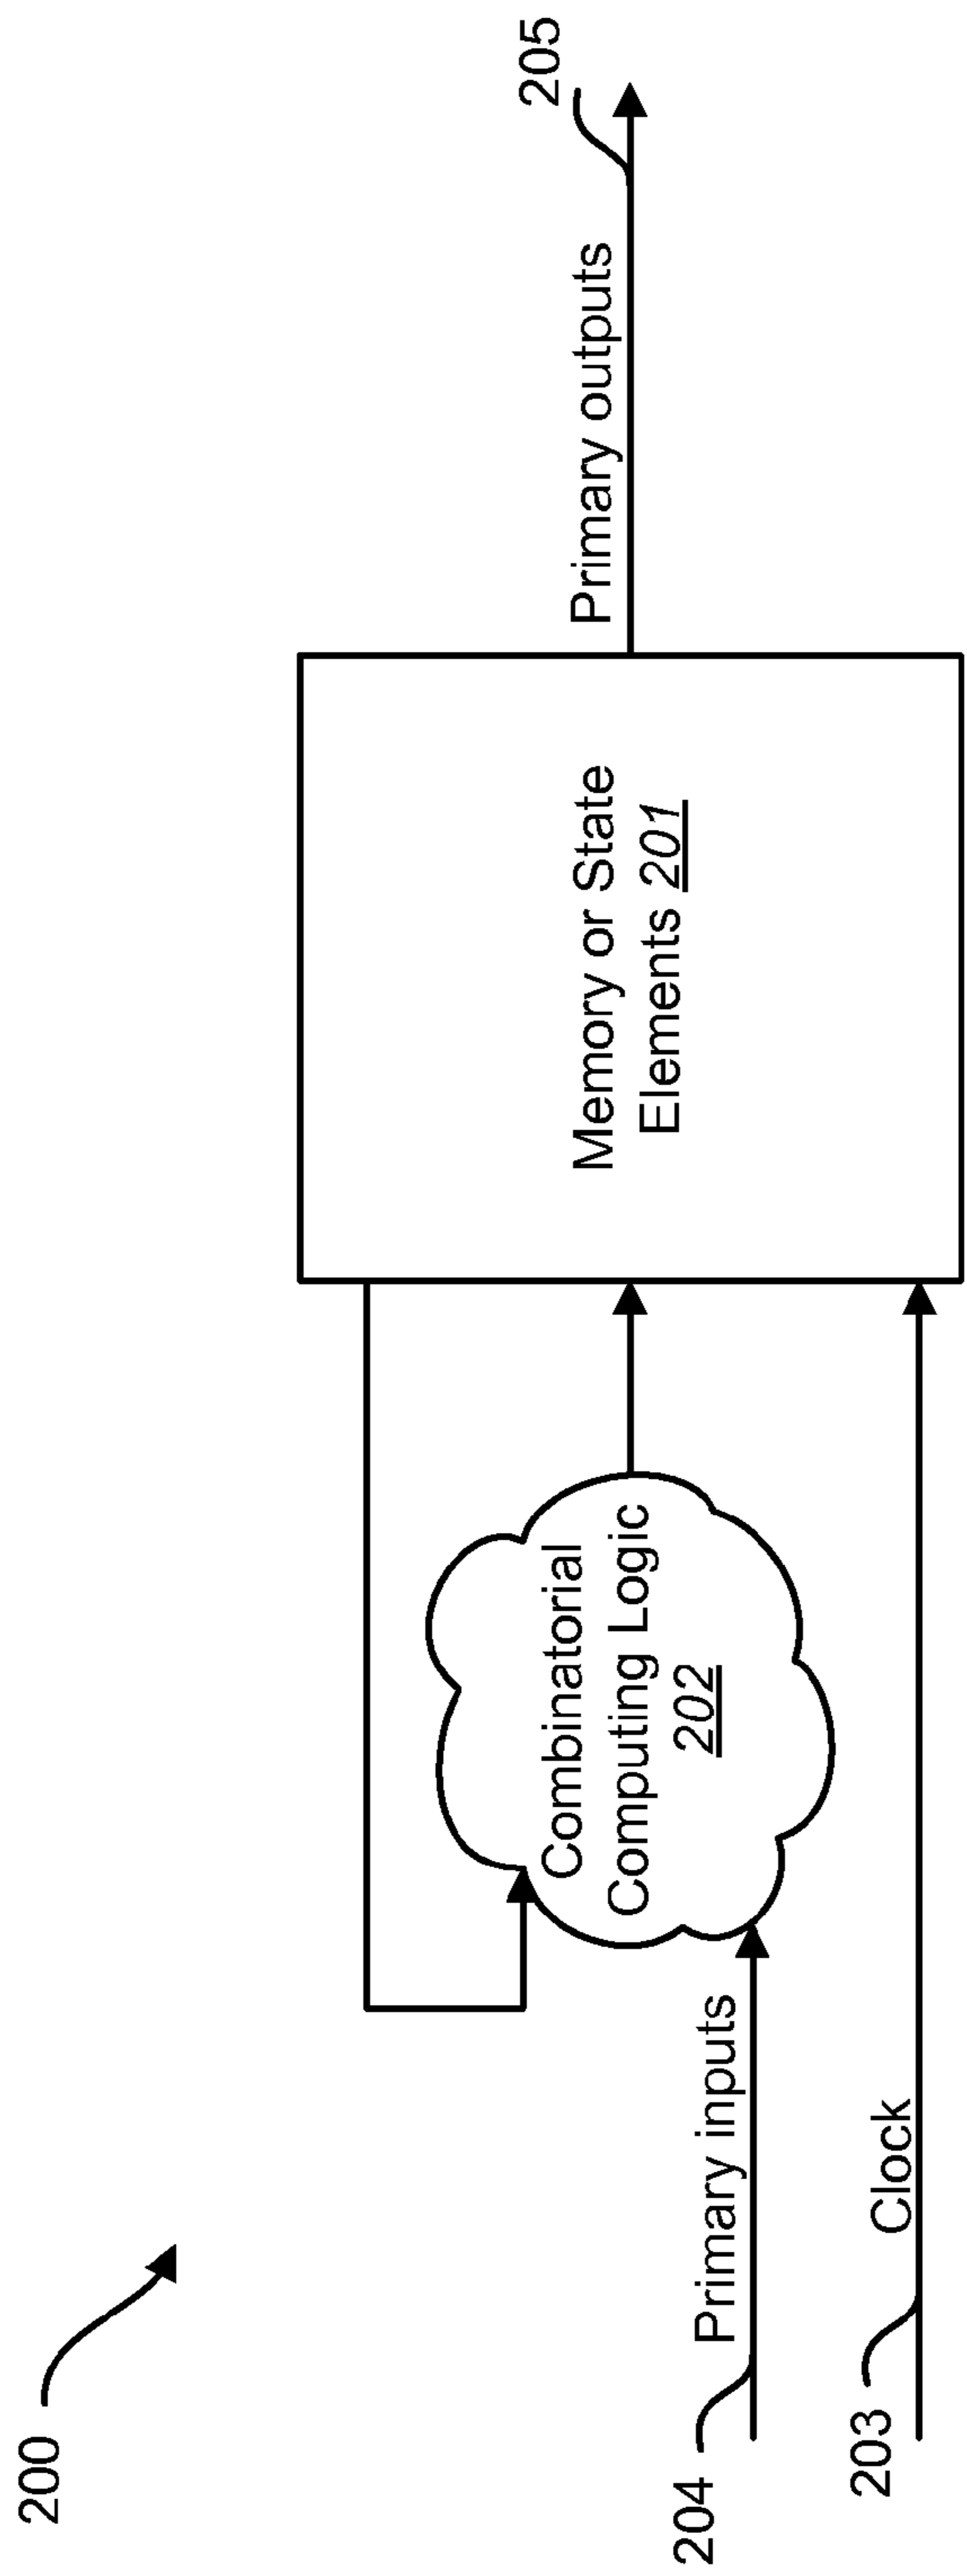 200
205
Primary outputs
Memory or State
Elements 201
Combinatorial
Computing Logic
202
Primary inputs
204
Clock
203